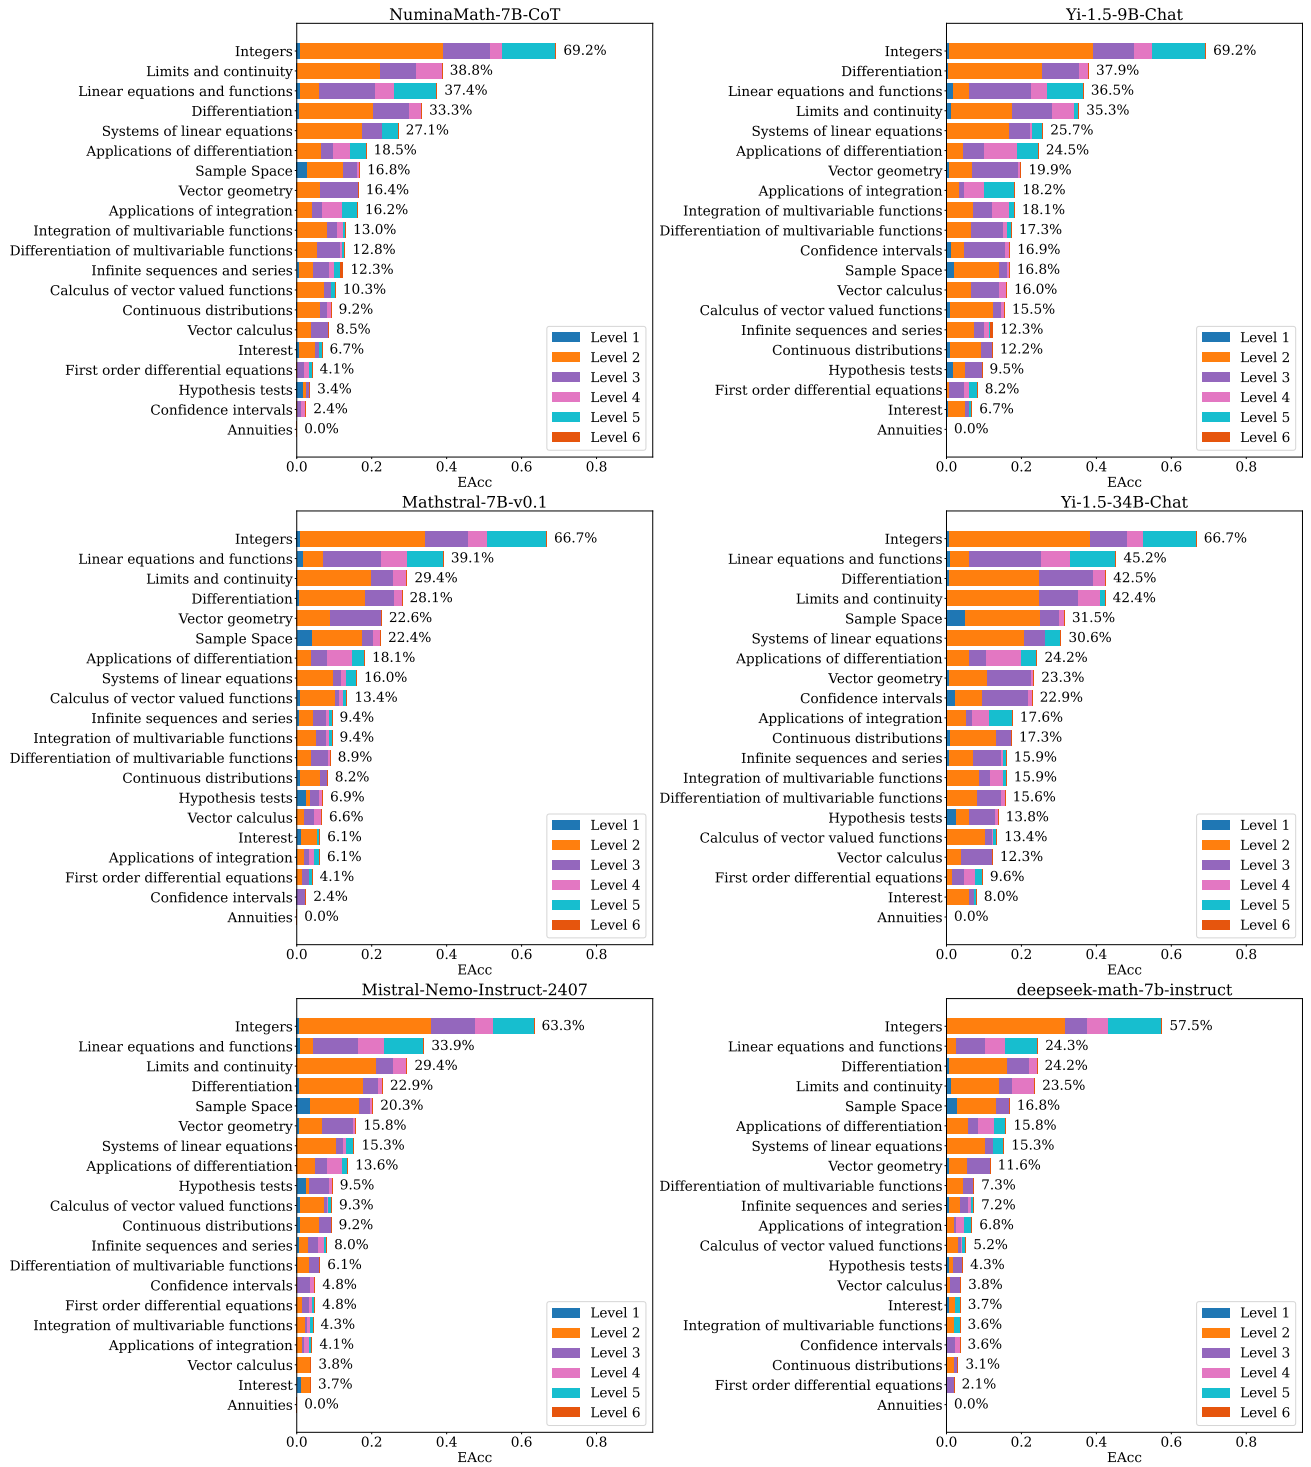 NuminaMath-7B-CoT
Integers 69.2%
Limits and continuity 38.8%
Linear equations and functions 37.4%
Differentiation 33.3%
Systems of linear equations 27.1%
Applications of differentiation 18.5%
Sample Space 16.8%
Vector geometry 16.4%
Applications of integration 16.2%
Integration of multivariable functions 13.0%
Differentiation of multivariable functions 12.8%
Infinite sequences and series 12.3%
Calculus of vector valued functions 10.3%
Continuous distributions 9.2%
Vector calculus 8.5%
Interest 6.7%
First order differential equations 4.1%
Hypothesis tests 3.4%
Confidence intervals 2.4%
Annuities 0.0%
Level 1
Level 2
Level 3
Level 4
Level 5
Level 6
0.0 0.2 0.4 0.6 0.8
EAcc
Yi-1.5-9B-Chat
Integers 69.2%
Differentiation 37.9%
Linear equations and functions 36.5%
Limits and continuity 35.3%
Systems of linear equations 25.7%
Applications of differentiation 24.5%
Vector geometry 19.9%
Applications of integration 18.2%
Integration of multivariable functions 18.1%
Differentiation of multivariable functions 17.3%
Confidence intervals 16.9%
Sample Space 16.8%
Vector calculus 16.0%
Calculus of vector valued functions 15.5%
Infinite sequences and series 12.3%
Continuous distributions 12.2%
Hypothesis tests 9.5%
First order differential equations 8.2%
Interest 6.7%
Annuities 0.0%
Level 1
Level 2
Level 3
Level 4
Level 5
Level 6
0.0 0.2 0.4 0.6 0.8
EAcc
Mathstral-7B-v0.1
Integers 66.7%
Linear equations and functions 39.1%
Limits and continuity 29.4%
Differentiation 28.1%
Vector geometry 22.6%
Sample Space 22.4%
Applications of differentiation 18.1%
Systems of linear equations 16.0%
Calculus of vector valued functions 13.4%
Infinite sequences and series 9.4%
Integration of multivariable functions 9.4%
Differentiation of multivariable functions 8.9%
Continuous distributions 8.2%
Hypothesis tests 6.9%
Vector calculus 6.6%
Interest 6.1%
Applications of integration 6.1%
First order differential equations 4.1%
Confidence intervals 2.4%
Annuities 0.0%
Level 1
Level 2
Level 3
Level 4
Level 5
Level 6
0.0 0.2 0.4 0.6 0.8
EAcc
Yi-1.5-34B-Chat
Integers 66.7%
Linear equations and functions 45.2%
Differentiation 42.5%
Limits and continuity 42.4%
Sample Space 31.5%
Systems of linear equations 30.6%
Applications of differentiation 24.2%
Vector geometry 23.3%
Confidence intervals 22.9%
Applications of integration 17.6%
Continuous distributions 17.3%
Infinite sequences and series 15.9%
Integration of multivariable functions 15.9%
Differentiation of multivariable functions 15.6%
Hypothesis tests 13.8%
Calculus of vector valued functions 13.4%
Vector calculus 12.3%
First order differential equations 9.6%
Interest 8.0%
Annuities 0.0%
Level 1
Level 2
Level 3
Level 4
Level 5
Level 6
0.0 0.2 0.4 0.6 0.8
EAcc
Mistral-Nemo-Instruct-2407
Integers 63.3%
Linear equations and functions 33.9%
Limits and continuity 29.4%
Differentiation 22.9%
Sample Space 20.3%
Vector geometry 15.8%
Systems of linear equations 15.3%
Applications of differentiation 13.6%
Hypothesis tests 9.5%
Calculus of vector valued functions 9.3%
Continuous distributions 9.2%
Infinite sequences and series 8.0%
Differentiation of multivariable functions 6.1%
Confidence intervals 4.8%
First order differential equations 4.8%
Integration of multivariable functions 4.3%
Applications of integration 4.1%
Vector calculus 3.8%
Interest 3.7%
Annuities 0.0%
Level 1
Level 2
Level 3
Level 4
Level 5
Level 6
0.0 0.2 0.4 0.6 0.8
EAcc
deepseek-math-7b-instruct
Integers 57.5%
Linear equations and functions 24.3%
Differentiation 24.2%
Limits and continuity 23.5%
Sample Space 16.8%
Applications of differentiation 15.8%
Systems of linear equations 15.3%
Vector geometry 11.6%
Differentiation of multivariable functions 7.3%
Infinite sequences and series 7.2%
Applications of integration 6.8%
Calculus of vector valued functions 5.2%
Hypothesis tests 4.3%
Vector calculus 3.8%
Interest 3.7%
Integration of multivariable functions 3.6%
Confidence intervals 3.6%
Continuous distributions 3.1%
First order differential equations 2.1%
Annuities 0.0%
Level 1
Level 2
Level 3
Level 4
Level 5
Level 6
0.0 0.2 0.4 0.6 0.8
EAcc